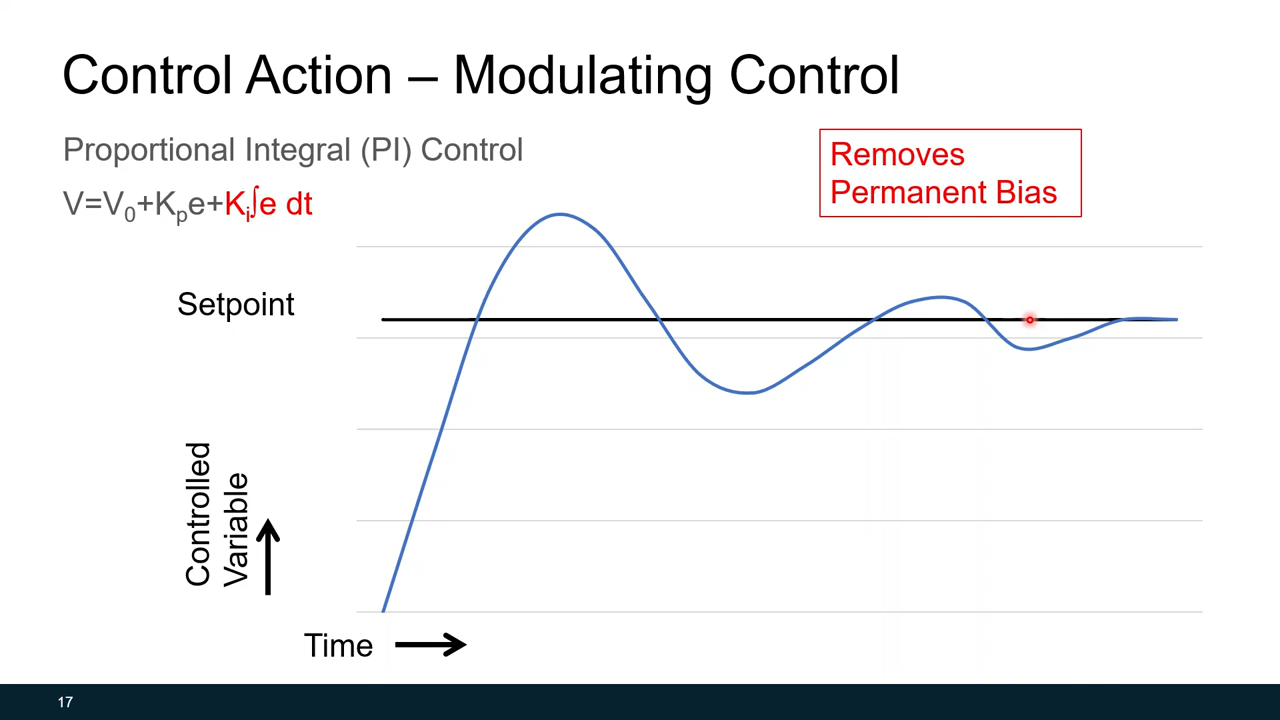 Control Action – Modulating Control
Proportional Integral (PI) Control
V=V₀+Kₚe+Kᵢ∫e dt
Removes
Permanent Bias
Setpoint
Controlled
Variable
Time
17